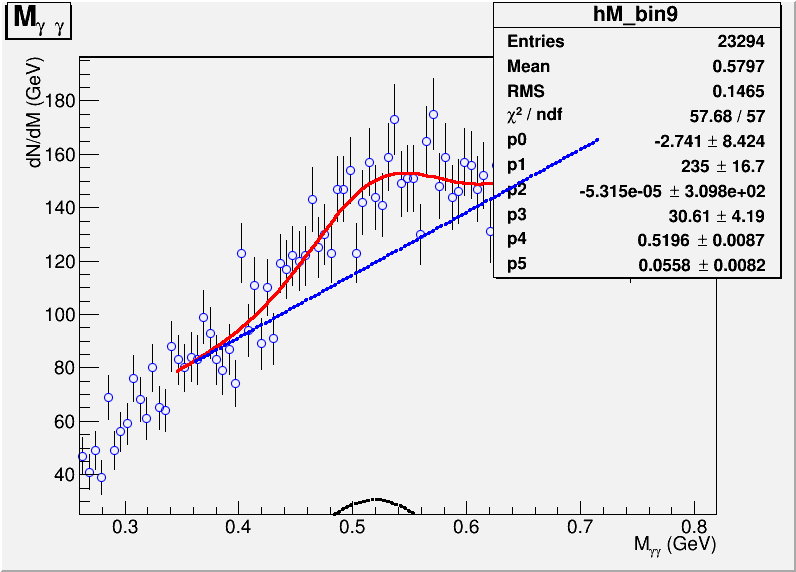 M γ γ
hM_bin9
Entries 23294
Mean 0.5797
RMS 0.1465
χ² / ndf 57.68 / 57
p0 -2.741 ± 8.424
p1 235 ± 16.7
p2 -5.315e-05 ± 3.098e+02
p3 30.61 ± 4.19
p4 0.5196 ± 0.0087
p5 0.0558 ± 0.0082
dN/dM (GeV)
180
160
140
120
100
80
60
40
0.3 0.4 0.5 0.6 0.7 0.8
Mγγ (GeV)